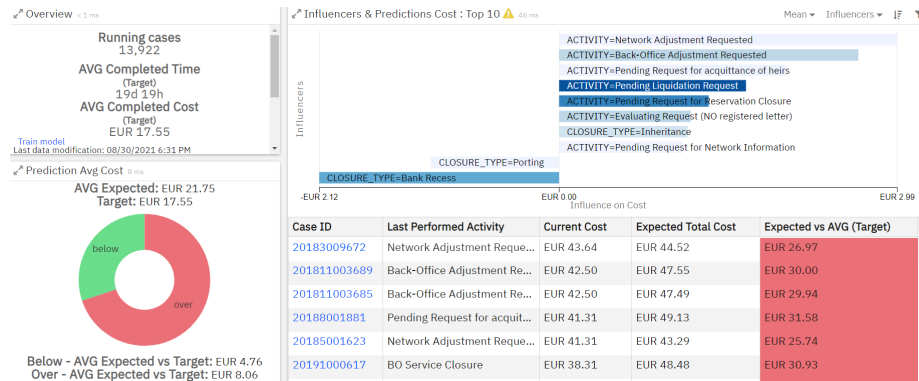 Overview < 1 ms
Running cases
13,922
AVG Completed Time
(Target)
19d 19h
AVG Completed Cost
(Target)
EUR 17.55
Train model
Last data modification: 08/30/2021 6:31 PM
Prediction Avg Cost 8 ms
AVG Expected: EUR 21.75
Target: EUR 17.55
below
over
Below - AVG Expected vs Target: EUR 4.76
Over - AVG Expected vs Target: EUR 8.06
Influencers & Predictions Cost : Top 10 46 ms
Mean Influencers
ACTIVITY=Network Adjustment Requested
ACTIVITY=Back-Office Adjustment Requested
ACTIVITY=Pending Request for acquittance of heirs
ACTIVITY=Pending Liquidation Request
ACTIVITY=Pending Request for Reservation Closure
ACTIVITY=Evaluating Request (NO registered letter)
CLOSURE_TYPE=Inheritance
ACTIVITY=Pending Request for Network Information
CLOSURE_TYPE=Porting
CLOSURE_TYPE=Bank Recess
Influencers
-EUR 2.12 EUR 0.00 EUR 2.99
Influence on Cost
Case ID Last Performed Activity Current Cost Expected Total Cost Expected vs AVG (Target)
20183009672 Network Adjustment Reque... EUR 43.64 EUR 44.52 EUR 26.97
201811003689 Back-Office Adjustment Re... EUR 42.50 EUR 47.55 EUR 30.00
201811003685 Back-Office Adjustment Re... EUR 42.50 EUR 47.49 EUR 29.94
20188001881 Pending Request for acquit... EUR 41.31 EUR 49.13 EUR 31.58
20185001623 Network Adjustment Reque... EUR 41.31 EUR 43.29 EUR 25.74
20191000617 BO Service Closure EUR 38.31 EUR 48.48 EUR 30.93